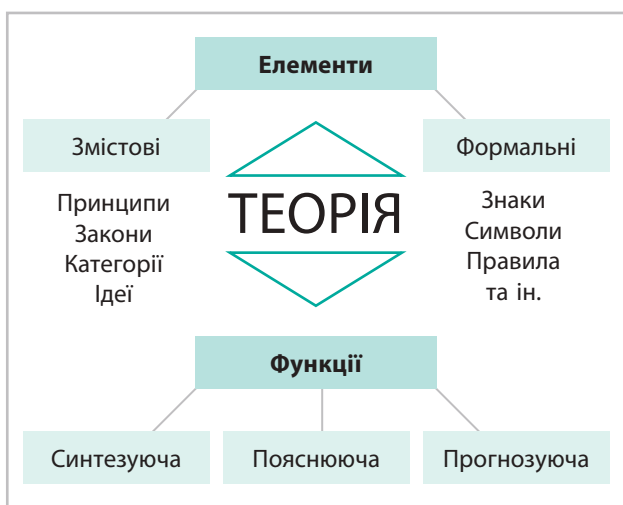 Елементи
Змістові
Формальні
Принципи
Закони
Категорії
Ідеї
ТЕОРІЯ
Знаки
Символи
Правила
та ін.
Функції
Синтезуюча
Пояснююча
Прогнозуюча